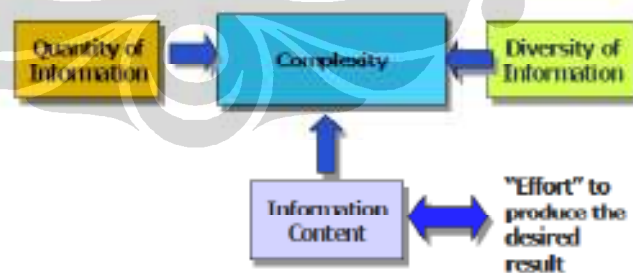 Quantity of
Information
Complexity
Diversity of
Information
Information
Content
"Effort" to
produce the
desired
result